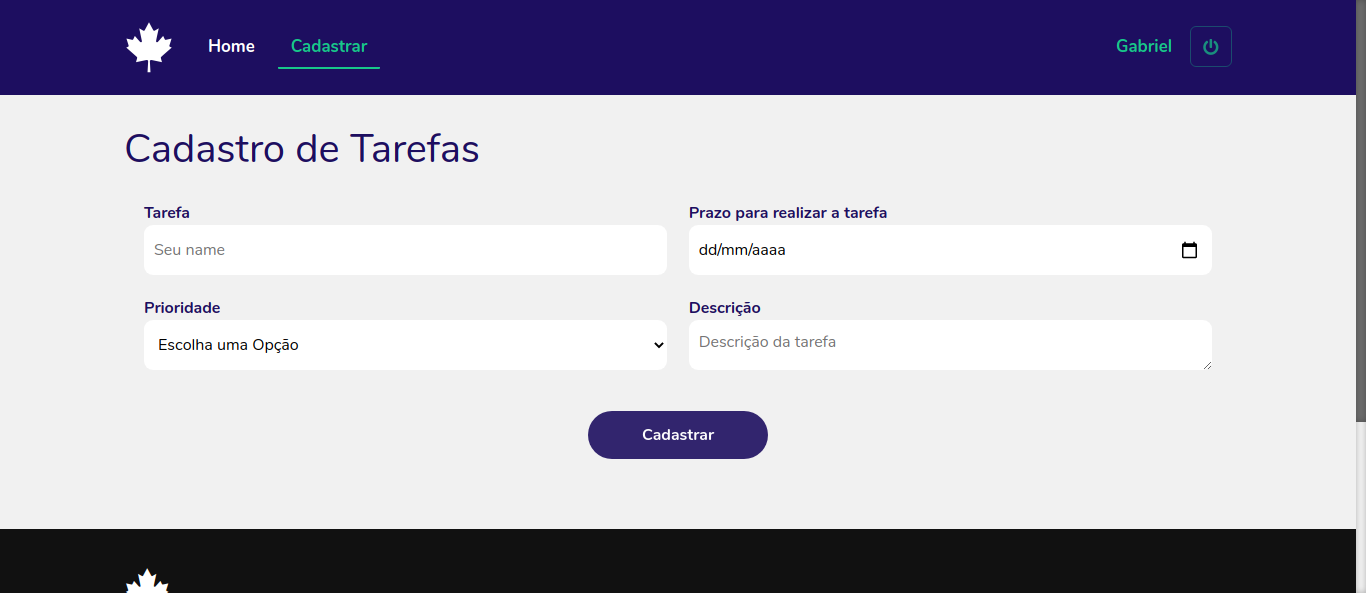 Home
Cadastrar
Gabriel
Cadastro de Tarefas
Tarefa
Prazo para realizar a tarefa
Seu name
dd/mm/aaaa
Prioridade
Descrição
Escolha uma Opção
Descrição da tarefa
Cadastrar